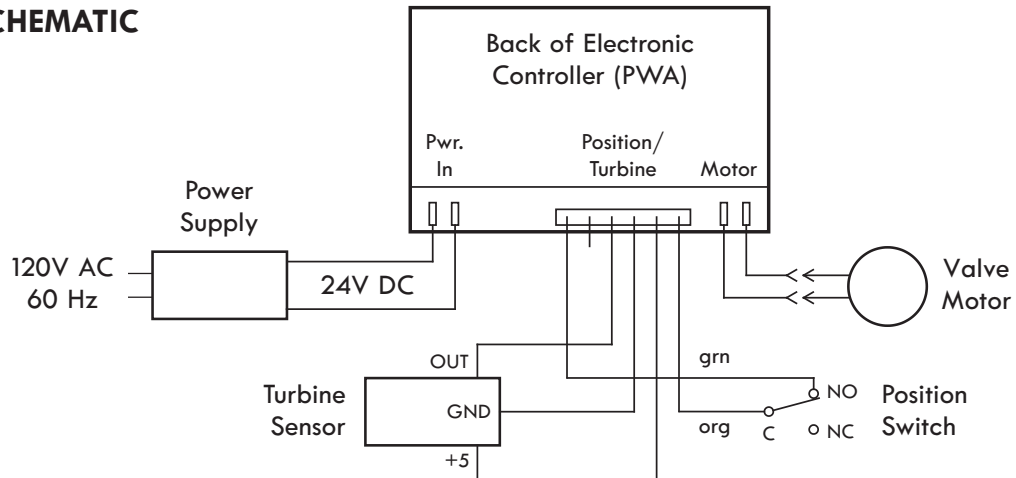 CHEMATIC
Back of Electronic
Controller (PWA)
Pwr.
In
Position/
Turbine
Motor
Power
Supply
120V AC
60 Hz
24V DC
Valve
Motor
OUT
grn
Turbine
Sensor
GND
NO
Position
Switch
org
C
NC
+5